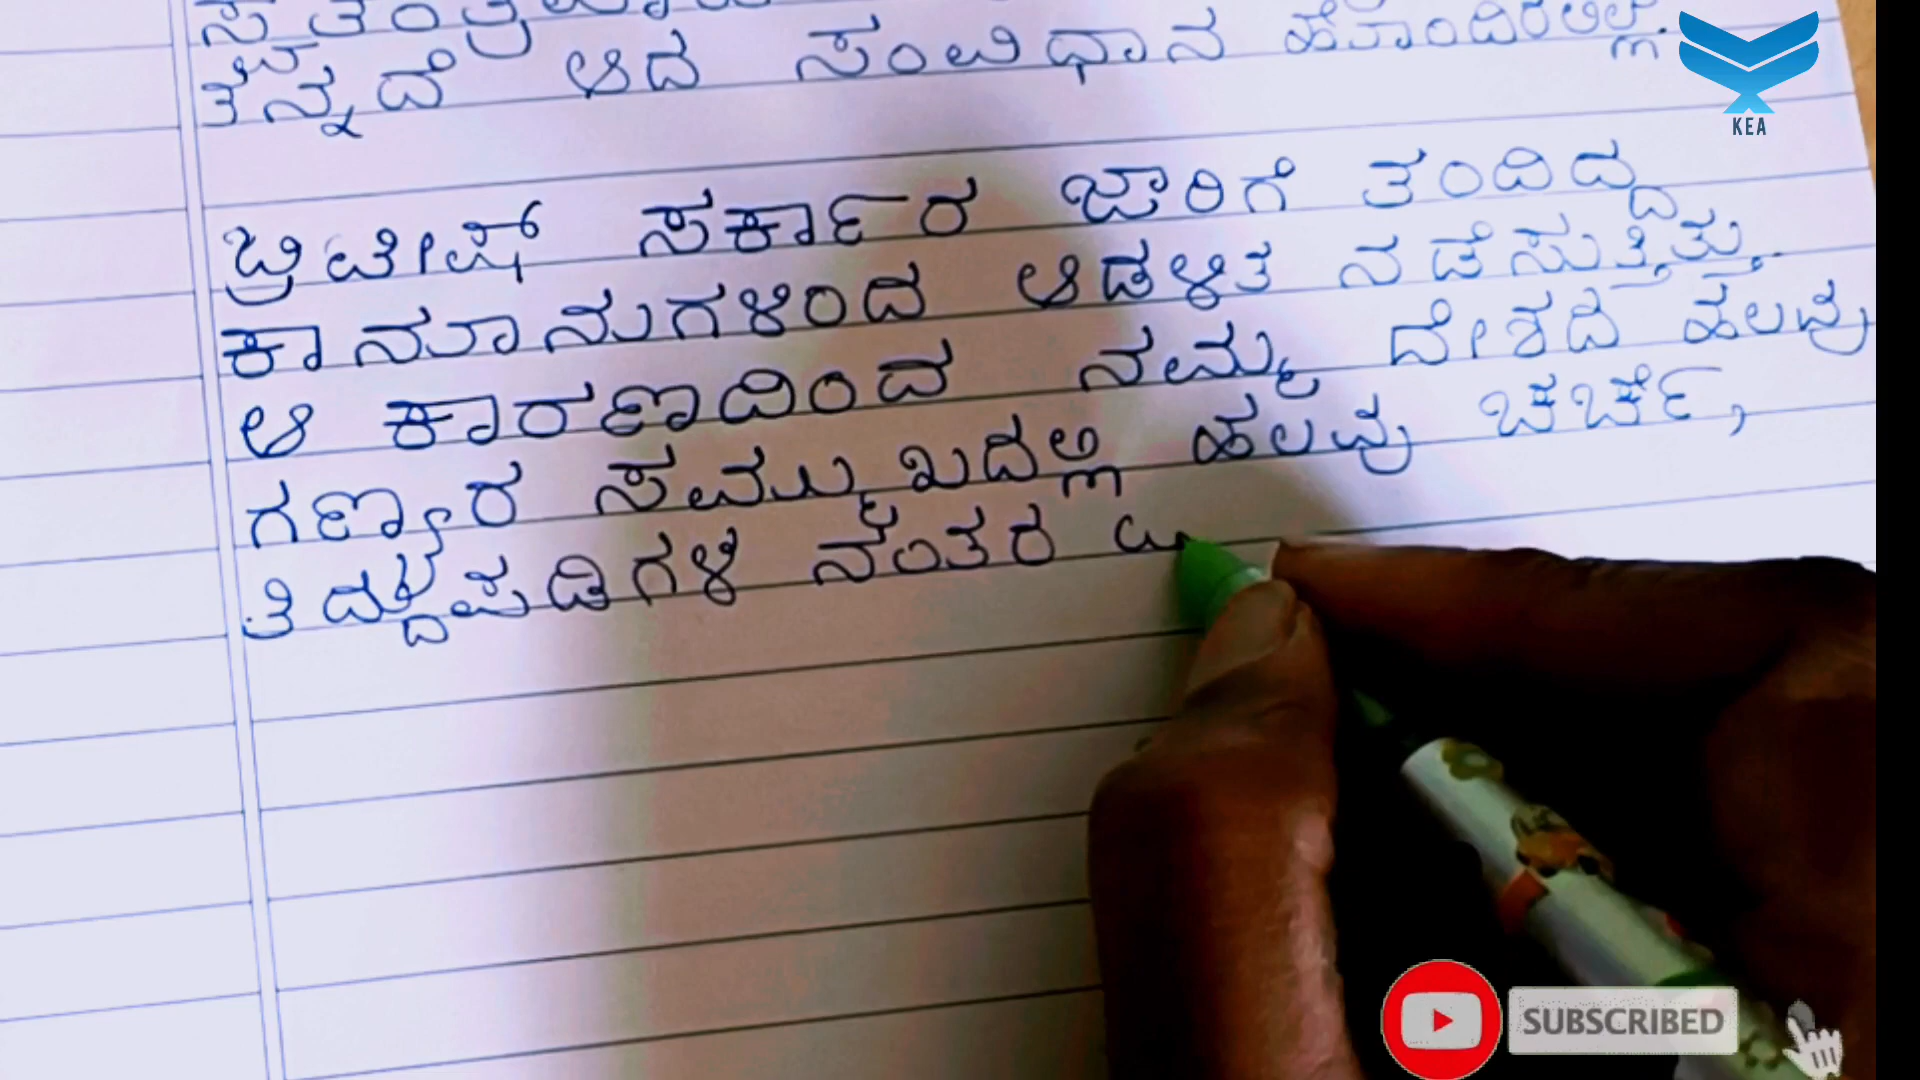 ತನ್ನದೆ ಆದ ಸಂವಿಧಾನ ಹೊಂದಿರಲಿಲ್ಲ.
KEA
ಬ್ರಿಟೀಷ್ ಸರ್ಕಾರ ಜಾರಿಗೆ ತಂದಿದ್ದ
ಕಾನೂನುಗಳಿಂದ ಆಡಳಿತ ನಡೆಸುತ್ತಿತ್ತು.
ಆ ಕಾರಣದಿಂದ ನಮ್ಮ ದೇಶದ ಹಲವು
ಗಣ್ಯರ ಸಮ್ಮುಖದಲ್ಲಿ ಹಲವು ಚರ್ಚೆ,
ತಿದ್ದುಪಡಿಗಳ ನಂತರ
SUBSCRIBED